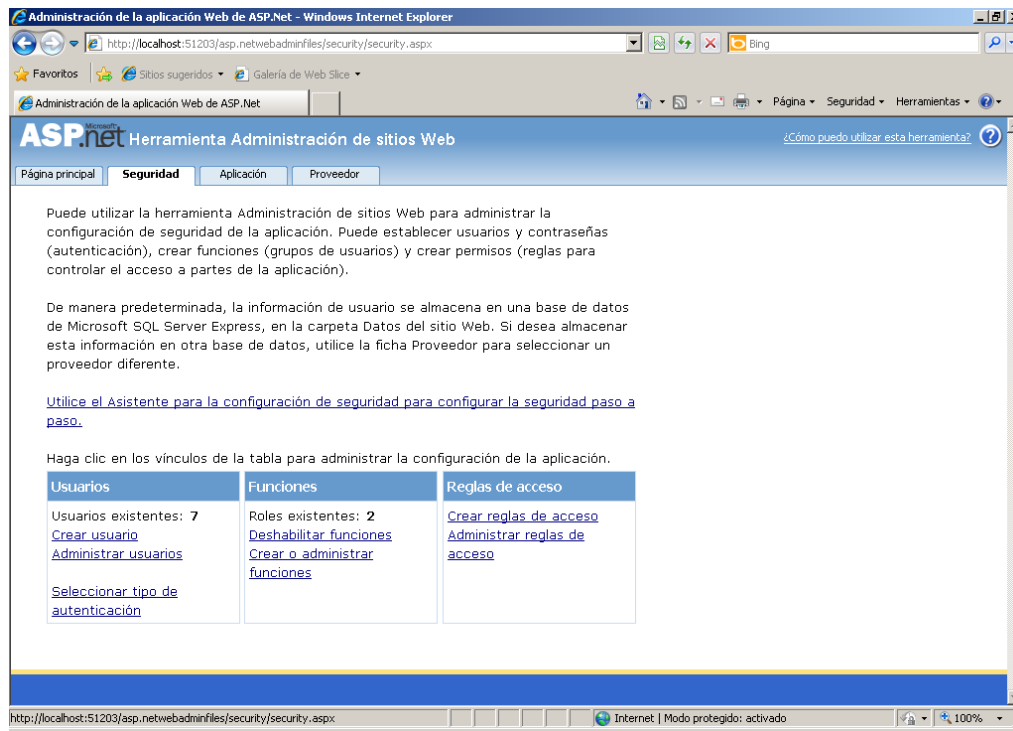 Administración de la aplicación Web de ASP.Net - Windows Internet Explorer
http://localhost:51203/asp.netwebadminfiles/security/security.aspx
Bing
Favoritos Sitios sugeridos Galería de Web Slice
Administración de la aplicación Web de ASP.Net
Página Seguridad Herramientas
Microsoft
ASP.net Herramienta Administración de sitios Web
¿Cómo puedo utilizar esta herramienta?
Página principal Seguridad Aplicación Proveedor
Puede utilizar la herramienta Administración de sitios Web para administrar la
configuración de seguridad de la aplicación. Puede establecer usuarios y contraseñas
(autenticación), crear funciones (grupos de usuarios) y crear permisos (reglas para
controlar el acceso a partes de la aplicación).
De manera predeterminada, la información de usuario se almacena en una base de datos
de Microsoft SQL Server Express, en la carpeta Datos del sitio Web. Si desea almacenar
esta información en otra base de datos, utilice la ficha Proveedor para seleccionar un
proveedor diferente.
Utilice el Asistente para la configuración de seguridad para configurar la seguridad paso a
paso.
Haga clic en los vínculos de la tabla para administrar la configuración de la aplicación.
Usuarios
Usuarios existentes: 7
Crear usuario
Administrar usuarios
Seleccionar tipo de
autenticación
Funciones
Roles existentes: 2
Deshabilitar funciones
Crear o administrar
funciones
Reglas de acceso
Crear reglas de acceso
Administrar reglas de
acceso
http://localhost:51203/asp.netwebadminfiles/security/security.aspx
Internet | Modo protegido: activado
100%